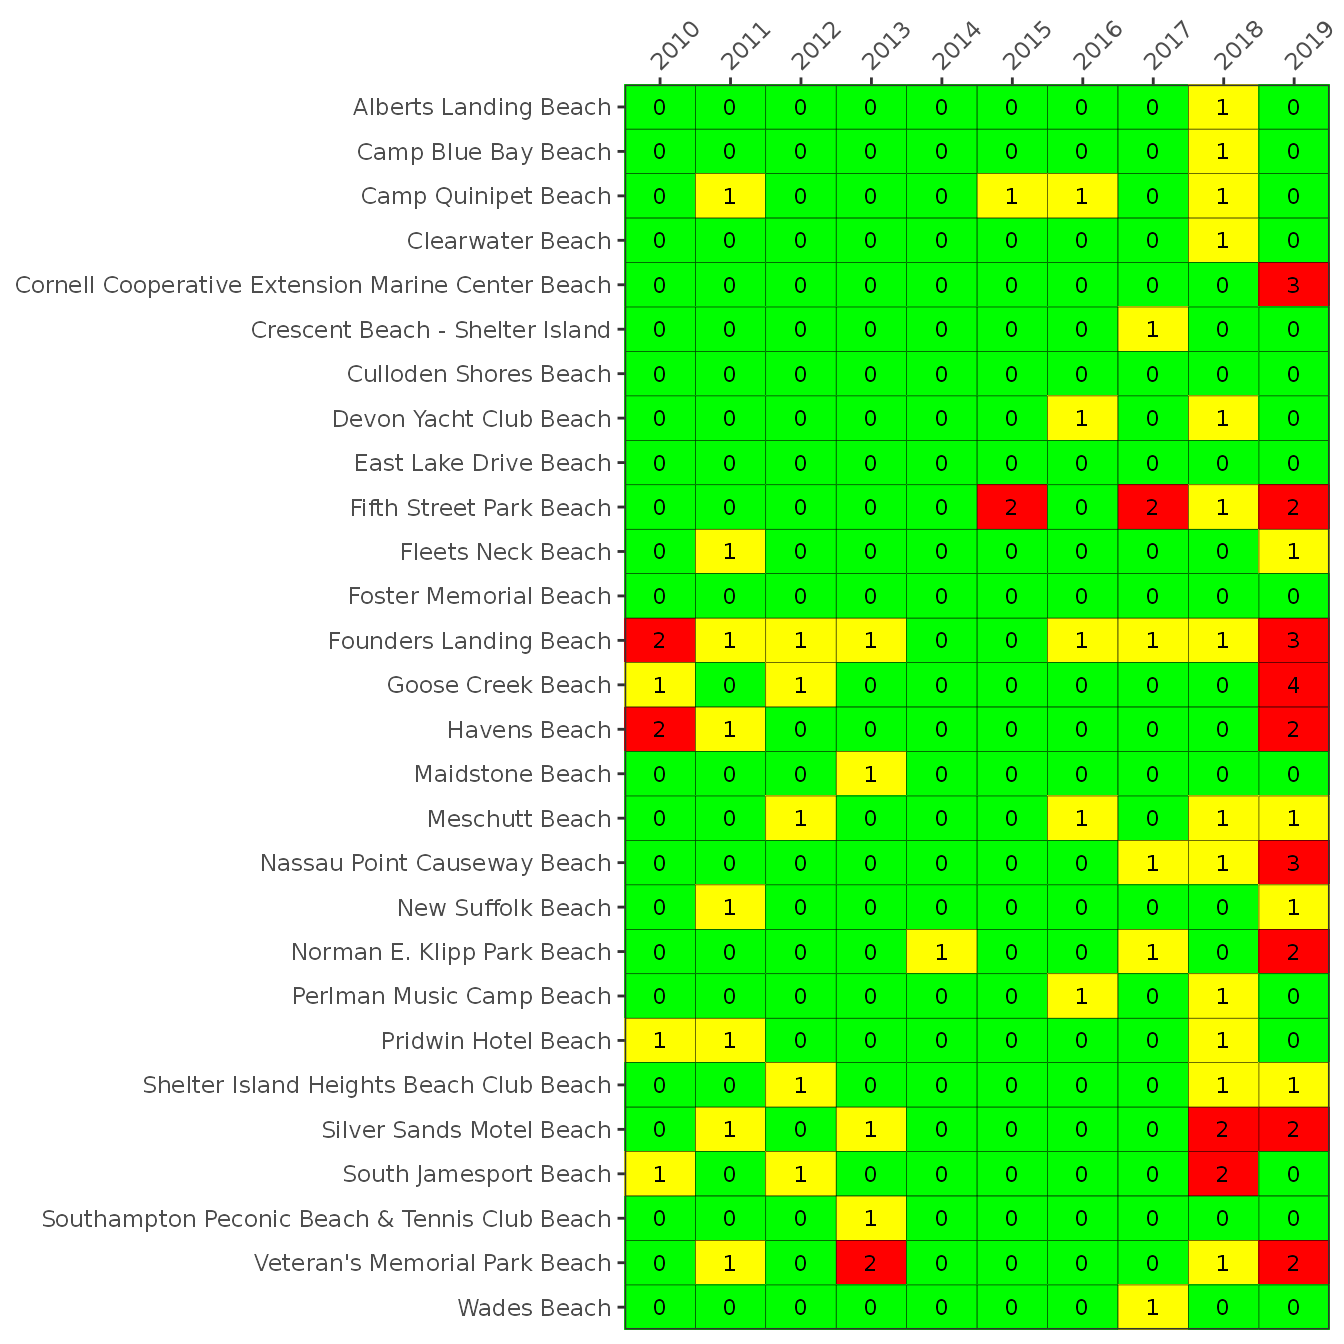 2010 2011 2012 2013 2014 2015 2016 2017 2018 2019
Alberts Landing Beach 0 0 0 0 0 0 0 0 1 0
Camp Blue Bay Beach 0 0 0 0 0 0 0 0 1 0
Camp Quinipet Beach 0 1 0 0 0 1 1 0 1 0
Clearwater Beach 0 0 0 0 0 0 0 0 1 0
Cornell Cooperative Extension Marine Center Beach 0 0 0 0 0 0 0 0 0 3
Crescent Beach - Shelter Island 0 0 0 0 0 0 0 1 0 0
Culloden Shores Beach 0 0 0 0 0 0 0 0 0 0
Devon Yacht Club Beach 0 0 0 0 0 0 1 0 1 0
East Lake Drive Beach 0 0 0 0 0 0 0 0 0 0
Fifth Street Park Beach 0 0 0 0 0 2 0 2 1 2
Fleets Neck Beach 0 1 0 0 0 0 0 0 0 1
Foster Memorial Beach 0 0 0 0 0 0 0 0 0 0
Founders Landing Beach 2 1 1 1 0 0 1 1 1 3
Goose Creek Beach 1 0 1 0 0 0 0 0 0 4
Havens Beach 2 1 0 0 0 0 0 0 0 2
Maidstone Beach 0 0 0 1 0 0 0 0 0 0
Meschutt Beach 0 0 1 0 0 0 1 0 1 1
Nassau Point Causeway Beach 0 0 0 0 0 0 0 1 1 3
New Suffolk Beach 0 1 0 0 0 0 0 0 0 1
Norman E. Klipp Park Beach 0 0 0 0 1 0 0 1 0 2
Perlman Music Camp Beach 0 0 0 0 0 0 1 0 1 0
Pridwin Hotel Beach 1 1 0 0 0 0 0 0 1 0
Shelter Island Heights Beach Club Beach 0 0 1 0 0 0 0 0 1 1
Silver Sands Motel Beach 0 1 0 1 0 0 0 0 2 2
South Jamesport Beach 1 0 1 0 0 0 0 0 2 0
Southampton Peconic Beach & Tennis Club Beach 0 0 0 1 0 0 0 0 0 0
Veteran's Memorial Park Beach 0 1 0 2 0 0 0 0 1 2
Wades Beach 0 0 0 0 0 0 0 1 0 0